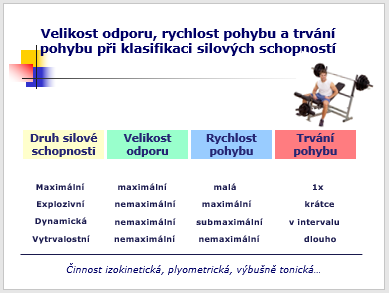 Velikost odporu, rychlost pohybu a trvání
pohybu při klasifikaci silových schopností
Druh silové schopnosti Velikost odporu Rychlost pohybu Trvání pohybu
Maximální maximální malá 1x
Explozivní nemaximální maximální krátce
Dynamická nemaximální submaximální v intervalu
Vytrvalostní nemaximální nemaximální dlouho
Činnost izokinetická, plyometrická, výbušně tonická…